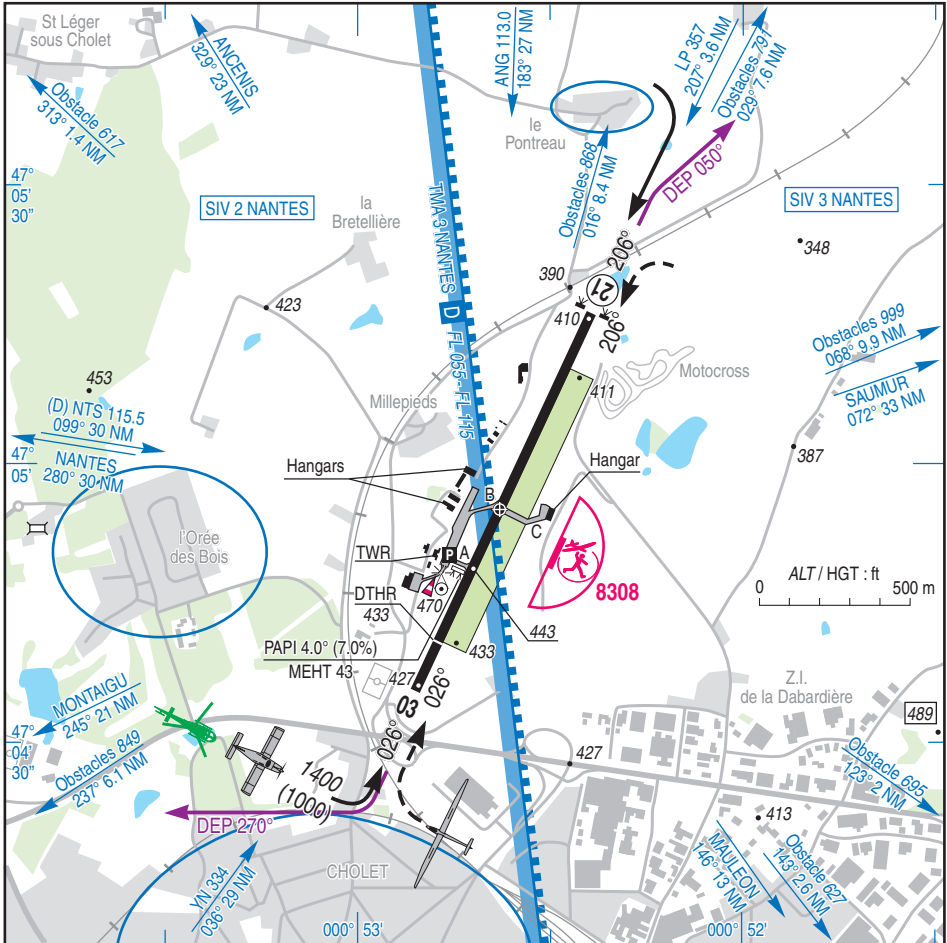 St Léger
sous Cholet
ANCENIS
329° 23 NM
Obstacle 617
313° 1.4 NM
ANG 113.0
183° 27 NM
LP 357
207° 3.6 NM
Obstacles 791
029° 7.6 NM
le
Pontreau
Obstacles 868
016° 8.4 NM
DEP 050°
47°
05'
30"
SIV 2 NANTES
SIV 3 NANTES
la
Bretellière
TMA 3 NANTES D FL 055 - FL 115
206°
348
390
21
423
410
206°
Obstacles 999
068° 9.9 NM
SAUMUR
072° 33 NM
453
Motocross
411
Millepieds
(D) NTS 115.5
099° 30 NM
NANTES
280° 30 NM
387
47°
05'
Hangars
Hangar
B
C
l'Orée
des Bois
TWR
P
A
8308
ALT / HGT : ft
0
500 m
DTHR
433
470
443
PAPI 4.0° (7.0%)
MEHT 43
433
427
026°
03
Z.I.
de la Dabardière
489
MONTAIGU
245° 21 NM
47°
04'
30"
Obstacles 849
237° 6.1 NM
026°
427
1400
(1000)
Obstacle 695
123° 2 NM
DEP 270°
413
CHOLET
YN 334
036° 29 NM
MAULEON
146° 13 NM
Obstacle 627
143° 2.6 NM
000° 53'
000° 52'